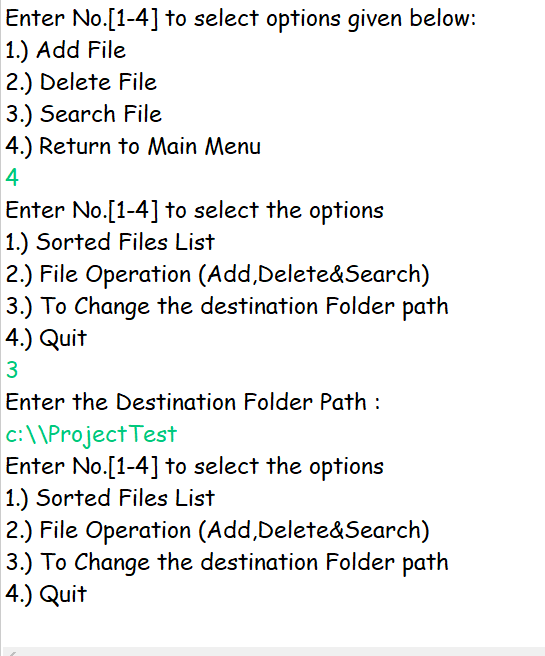 Enter No.[1-4] to select options given below:
1.) Add File
2.) Delete File
3.) Search File
4.) Return to Main Menu
4
Enter No.[1-4] to select the options
1.) Sorted Files List
2.) File Operation (Add,Delete&Search)
3.) To Change the destination Folder path
4.) Quit
3
Enter the Destination Folder Path :
c:\\ProjectTest
Enter No.[1-4] to select the options
1.) Sorted Files List
2.) File Operation (Add,Delete&Search)
3.) To Change the destination Folder path
4.) Quit